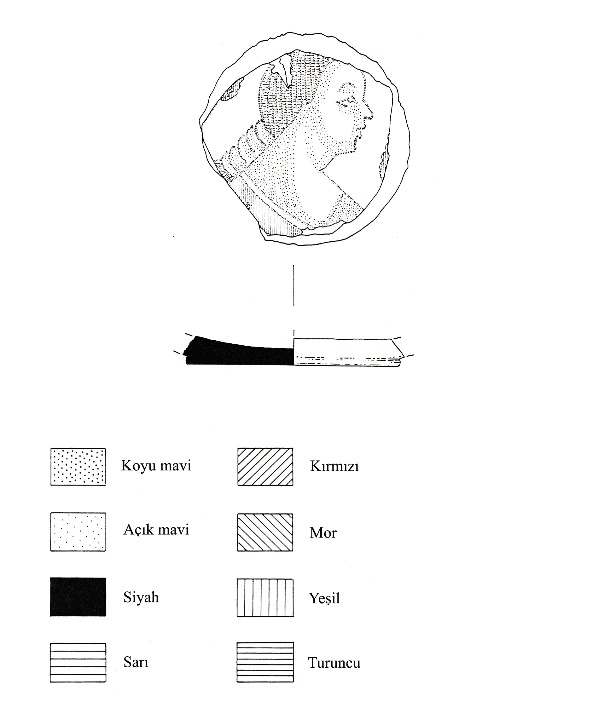 Koyu mavi
Kırmızı
Açık mavi
Mor
Siyah
Yeşil
Sarı
Turuncu